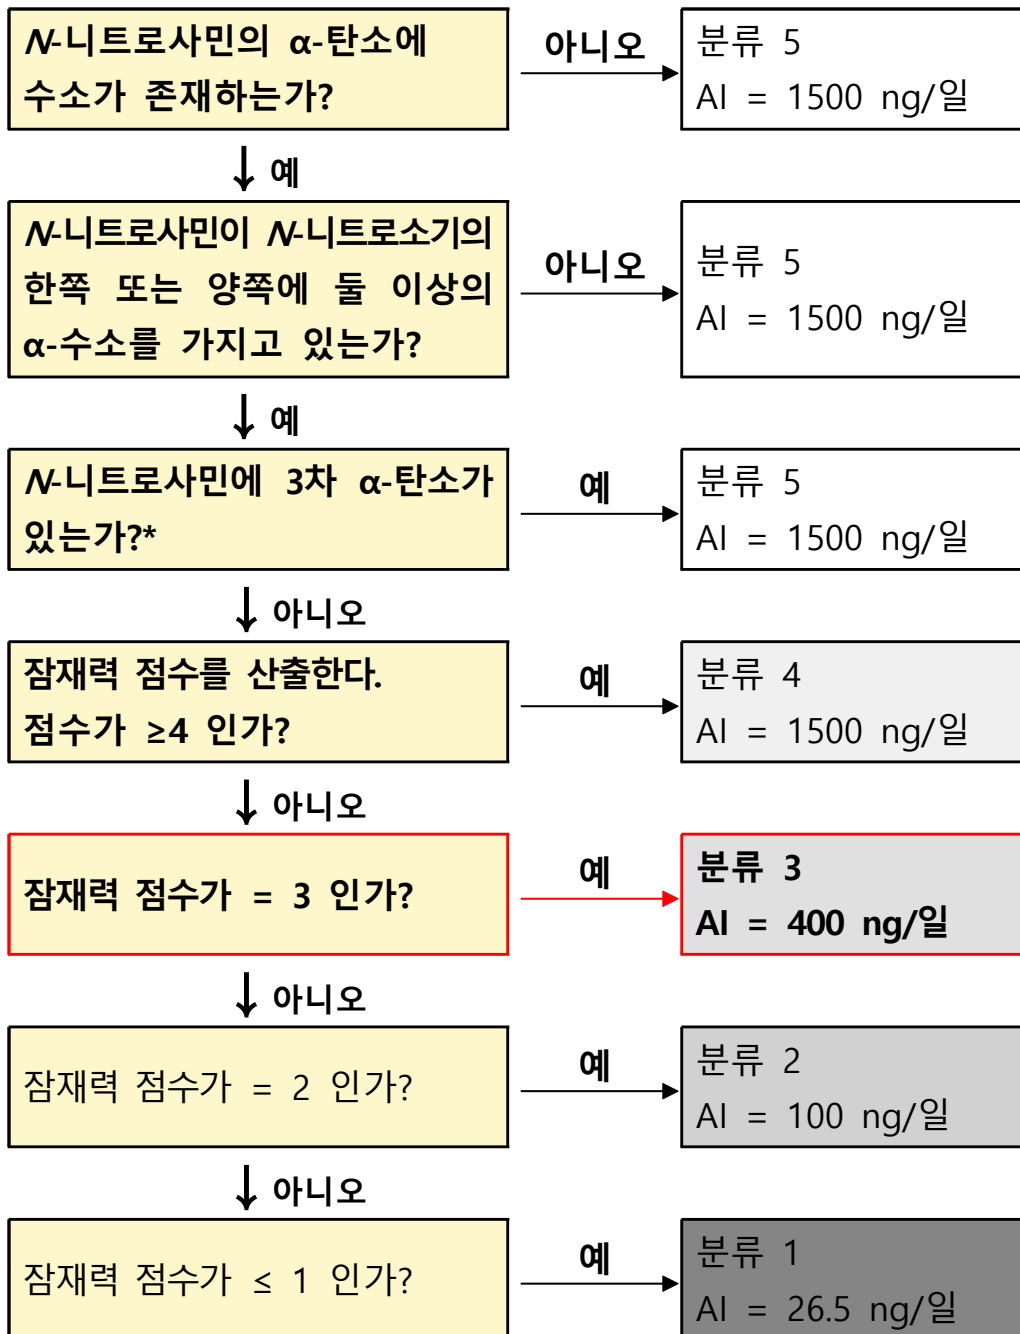 N-니트로사민의 α-탄소에
수소가 존재하는가?
아니오
분류 5
AI = 1500 ng/일
↓ 예
N-니트로사민이 N-니트로소기의
한쪽 또는 양쪽에 둘 이상의
α-수소를 가지고 있는가?
아니오
분류 5
AI = 1500 ng/일
↓ 예
N-니트로사민에 3차 α-탄소가
있는가?*
예
분류 5
AI = 1500 ng/일
↓ 아니오
잠재력 점수를 산출한다.
점수가 ≥4 인가?
예
분류 4
AI = 1500 ng/일
↓ 아니오
잠재력 점수가 = 3 인가?
예
분류 3
AI = 400 ng/일
↓ 아니오
잠재력 점수가 = 2 인가?
예
분류 2
AI = 100 ng/일
↓ 아니오
잠재력 점수가 ≤ 1 인가?
예
분류 1
AI = 26.5 ng/일